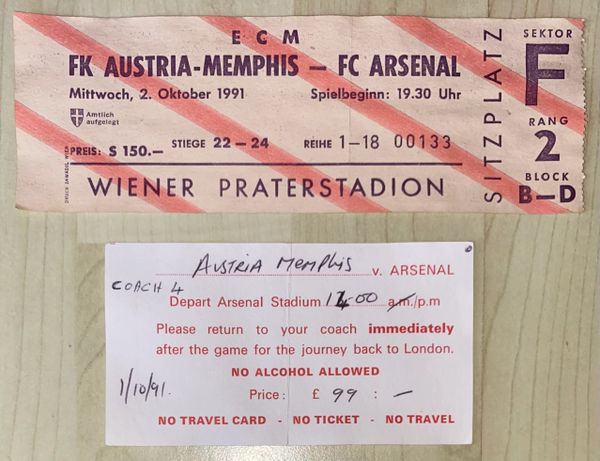 E C M
FK AUSTRIA-MEMPHIS – FC ARSENAL
Mittwoch, 2. Oktober 1991 Spielbeginn: 19.30 Uhr
Amtlich
aufgelegt
PREIS: S 150.— STIEGE 22–24 REIHE 1–18 00133
WIENER PRATERSTADION
SITZPLATZ
SEKTOR
F
RANG
2
BLOCK
B–D
AUSTRIA MEMPHIS v. ARSENAL
COACH 4
Depart Arsenal Stadium 00 a.m./p.m
Please return to your coach immediately
after the game for the journey back to London.
NO ALCOHOL ALLOWED
1/10/91. Price: £ 99 : –
NO TRAVEL CARD - NO TICKET - NO TRAVEL